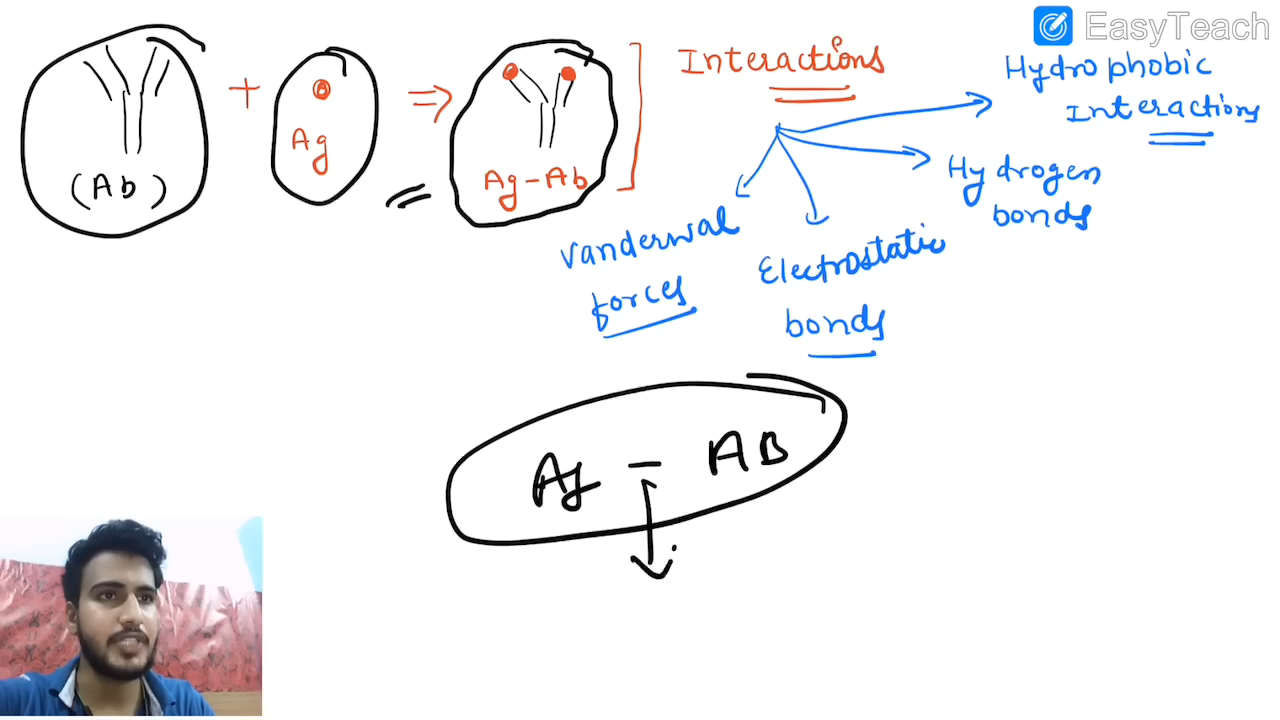 EasyTeach
(Ab)
+
Ag
⇒
Ag-Ab
Interactions
Hydrophobic
Interactions
Hydrogen
bonds
Vanderwal
forces
Electrostatic
bonds
Ag - AB